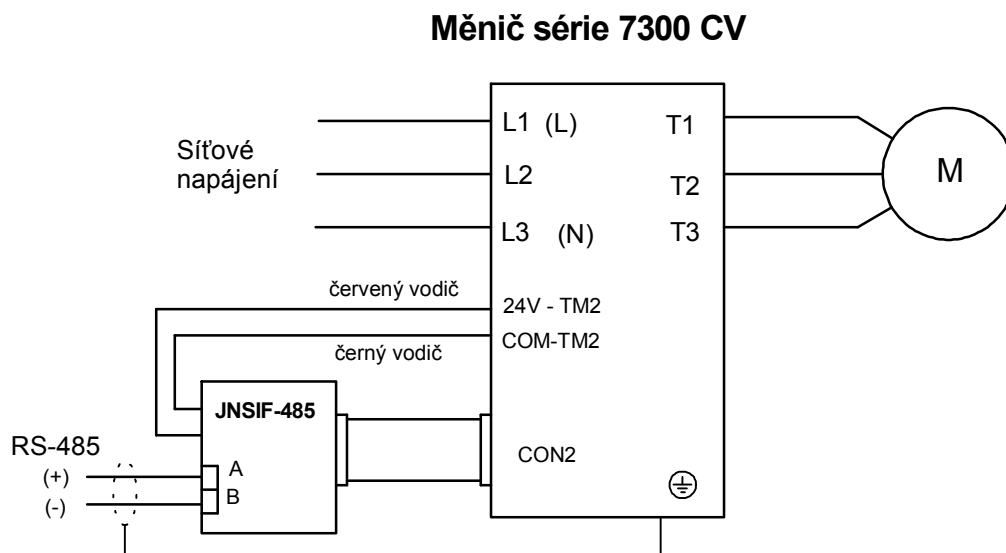 Měnič série 7300 CV
L1 (L)
T1
Síťové
napájení
L2
T2
M
L3 (N)
T3
červený vodič
24V - TM2
COM-TM2
černý vodič
JNSIF-485
RS-485
(+)
A
CON2
(-)
B